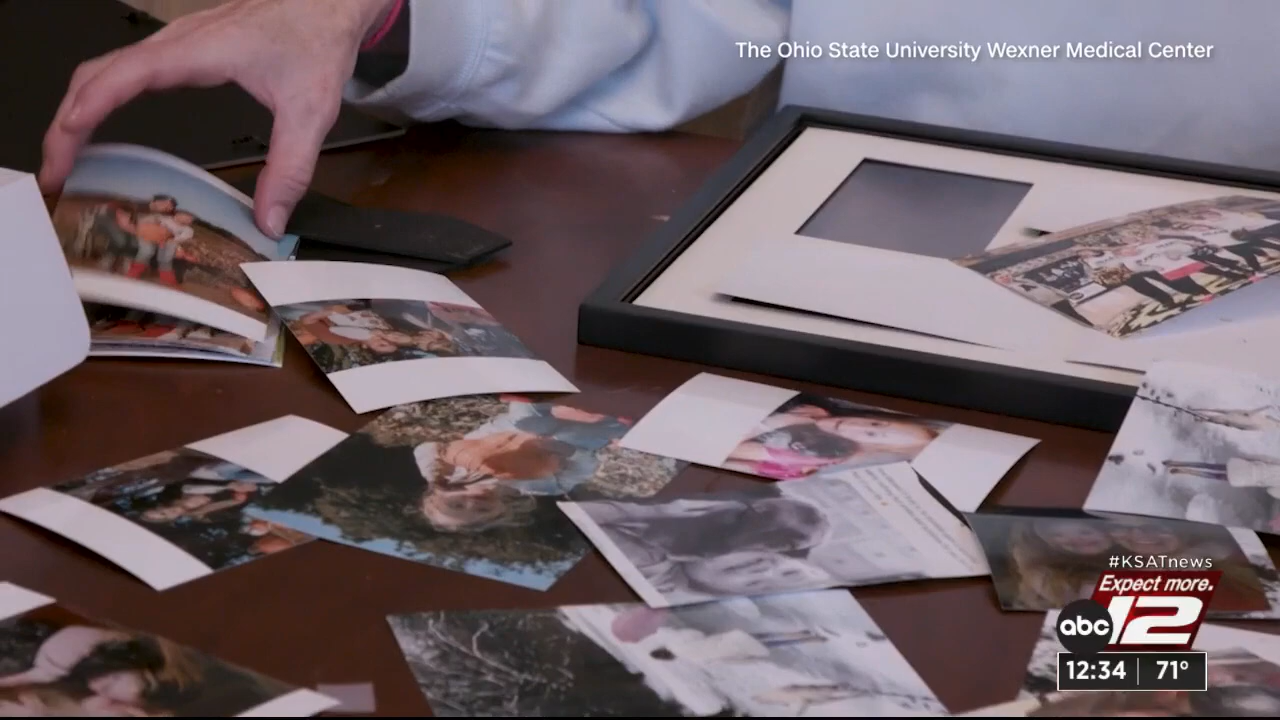 The Ohio State University Wexner Medical Center
#KSATnews
Expect more.
abc 12
12:34 71°